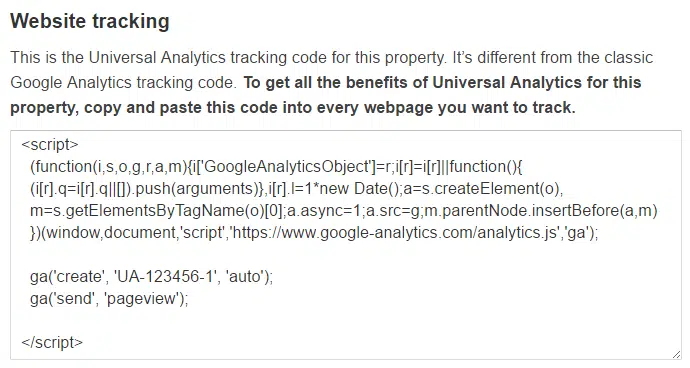 Website tracking
This is the Universal Analytics tracking code for this property. It’s different from the classic
Google Analytics tracking code. To get all the benefits of Universal Analytics for this
property, copy and paste this code into every webpage you want to track.
<script>
(function(i,s,o,g,r,a,m){i['GoogleAnalyticsObject']=r;i[r]=i[r]||function(){
(i[r].q=i[r].q||[]).push(arguments)},i[r].l=1*new Date();a=s.createElement(o),
m=s.getElementsByTagName(o)[0];a.async=1;a.src=g;m.parentNode.insertBefore(a,m)
})(window,document,'script','https://www.google-analytics.com/analytics.js','ga');
ga('create', 'UA-123456-1', 'auto');
ga('send', 'pageview');
</script>